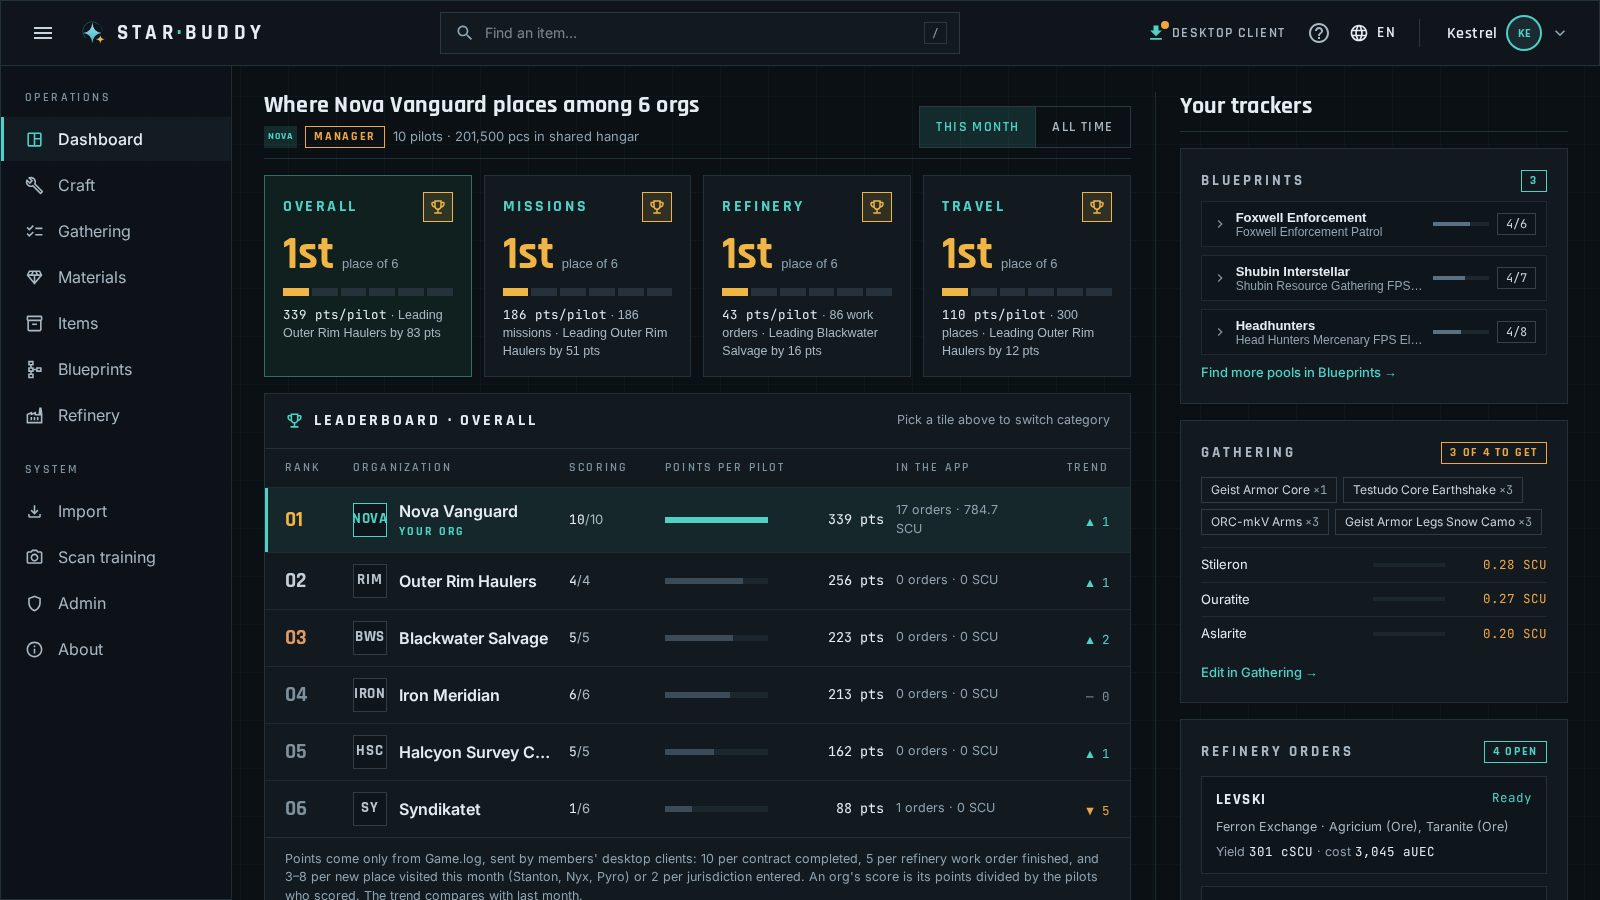 STAR·BUDDY
Find an item...
/
DESKTOP CLIENT
EN
Kestrel
KE
OPERATIONS
Dashboard
Craft
Gathering
Materials
Items
Blueprints
Refinery
SYSTEM
Import
Scan training
Admin
About
Where Nova Vanguard places among 6 orgs
NOVA
MANAGER
10 pilots · 201,500 pcs in shared hangar
THIS MONTH
ALL TIME
OVERALL
1st place of 6
339 pts/pilot · Leading
Outer Rim Haulers by 83 pts
MISSIONS
1st place of 6
186 pts/pilot · 186
missions · Leading Outer Rim
Haulers by 51 pts
REFINERY
1st place of 6
43 pts/pilot · 86 work
orders · Leading Blackwater
Salvage by 16 pts
TRAVEL
1st place of 6
110 pts/pilot · 300
places · Leading Outer Rim
Haulers by 12 pts
LEADERBOARD · OVERALL
Pick a tile above to switch category
RANK ORGANIZATION SCORING POINTS PER PILOT IN THE APP TREND
01 NOVA Nova Vanguard 10/10 339 pts 17 orders · 784.7 ▲ 1
YOUR ORG SCU
02 RIM Outer Rim Haulers 4/4 256 pts 0 orders · 0 SCU ▲ 1
03 BWS Blackwater Salvage 5/5 223 pts 0 orders · 0 SCU ▲ 2
04 IRON Iron Meridian 6/6 213 pts 0 orders · 0 SCU — 0
05 HSC Halcyon Survey C... 5/5 162 pts 0 orders · 0 SCU ▲ 1
06 SY Syndikatet 1/6 88 pts 1 orders · 0 SCU ▼ 5
Points come only from Game.log, sent by members' desktop clients: 10 per contract completed, 5 per refinery work order finished, and
3–8 per new place visited this month (Stanton, Nyx, Pyro) or 2 per jurisdiction entered. An org's score is its points divided by the pilots
who scored. The trend compares with last month.
Your trackers
BLUEPRINTS
3
Foxwell Enforcement
Foxwell Enforcement Patrol
4/6
Shubin Interstellar
Shubin Resource Gathering FPS...
4/7
Headhunters
Head Hunters Mercenary FPS El...
4/8
Find more pools in Blueprints →
GATHERING
3 OF 4 TO GET
Geist Armor Core ×1
Testudo Core Earthshake ×3
ORC-mkV Arms ×3
Geist Armor Legs Snow Camo ×3
Stileron 0.28 SCU
Ouratite 0.27 SCU
Aslarite 0.20 SCU
Edit in Gathering →
REFINERY ORDERS
4 OPEN
LEVSKI
Ready
Ferron Exchange · Agricium (Ore), Taranite (Ore)
Yield 301 cSCU · cost 3,045 aUEC